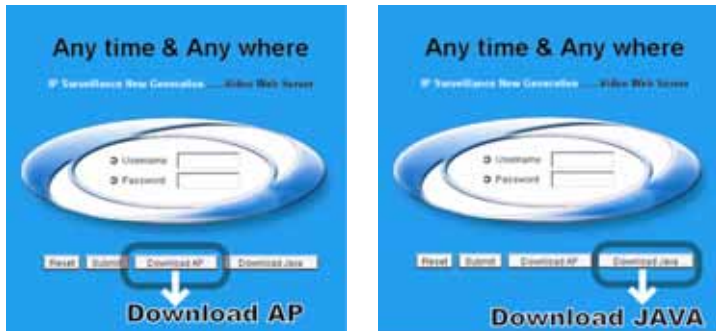 Any time & Any where
IP Surveillance New Generation......Video Web Server
Username
Password
Reset Submit Download AP Download Java
Download AP
Any time & Any where
IP Surveillance New Generation......Video Web Server
Username
Password
Reset Submit Download AP Download Java
Download JAVA